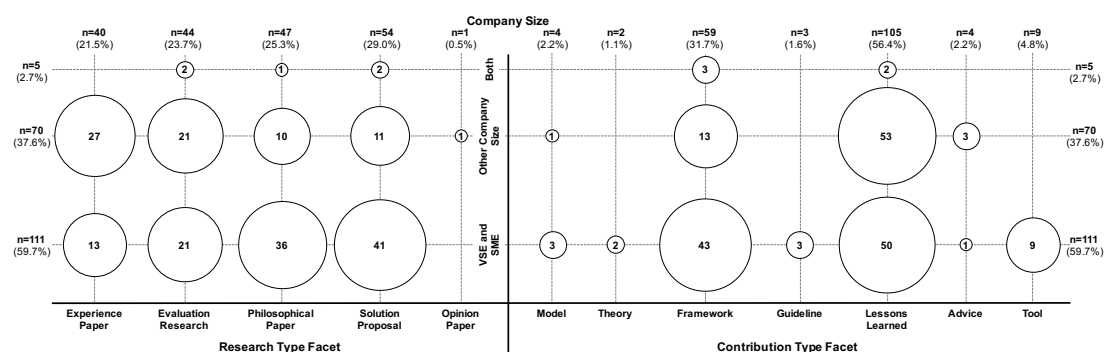 Company Size
n=40 n=44 n=47 n=54 n=1 n=4 n=2 n=59 n=3 n=105 n=4 n=9
(21.5%) (23.7%) (25.3%) (29.0%) (0.5%) (2.2%) (1.1%) (31.7%) (1.6%) (56.4%) (2.2%) (4.8%)
n=5 2 1 2 Both 3 2 n=5
(2.7%) (2.7%)
n=70 27 21 10 11 1 Other Company 1 13 53 3 n=70
(37.6%) Size (37.6%)
n=111 13 21 36 41 VSE and 3 2 43 3 50 1 9 n=111
(59.7%) SME (59.7%)
Experience Evaluation Philosophical Solution Opinion Model Theory Framework Guideline Lessons Advice Tool
Paper Research Paper Proposal Paper Learned
Research Type Facet Contribution Type Facet